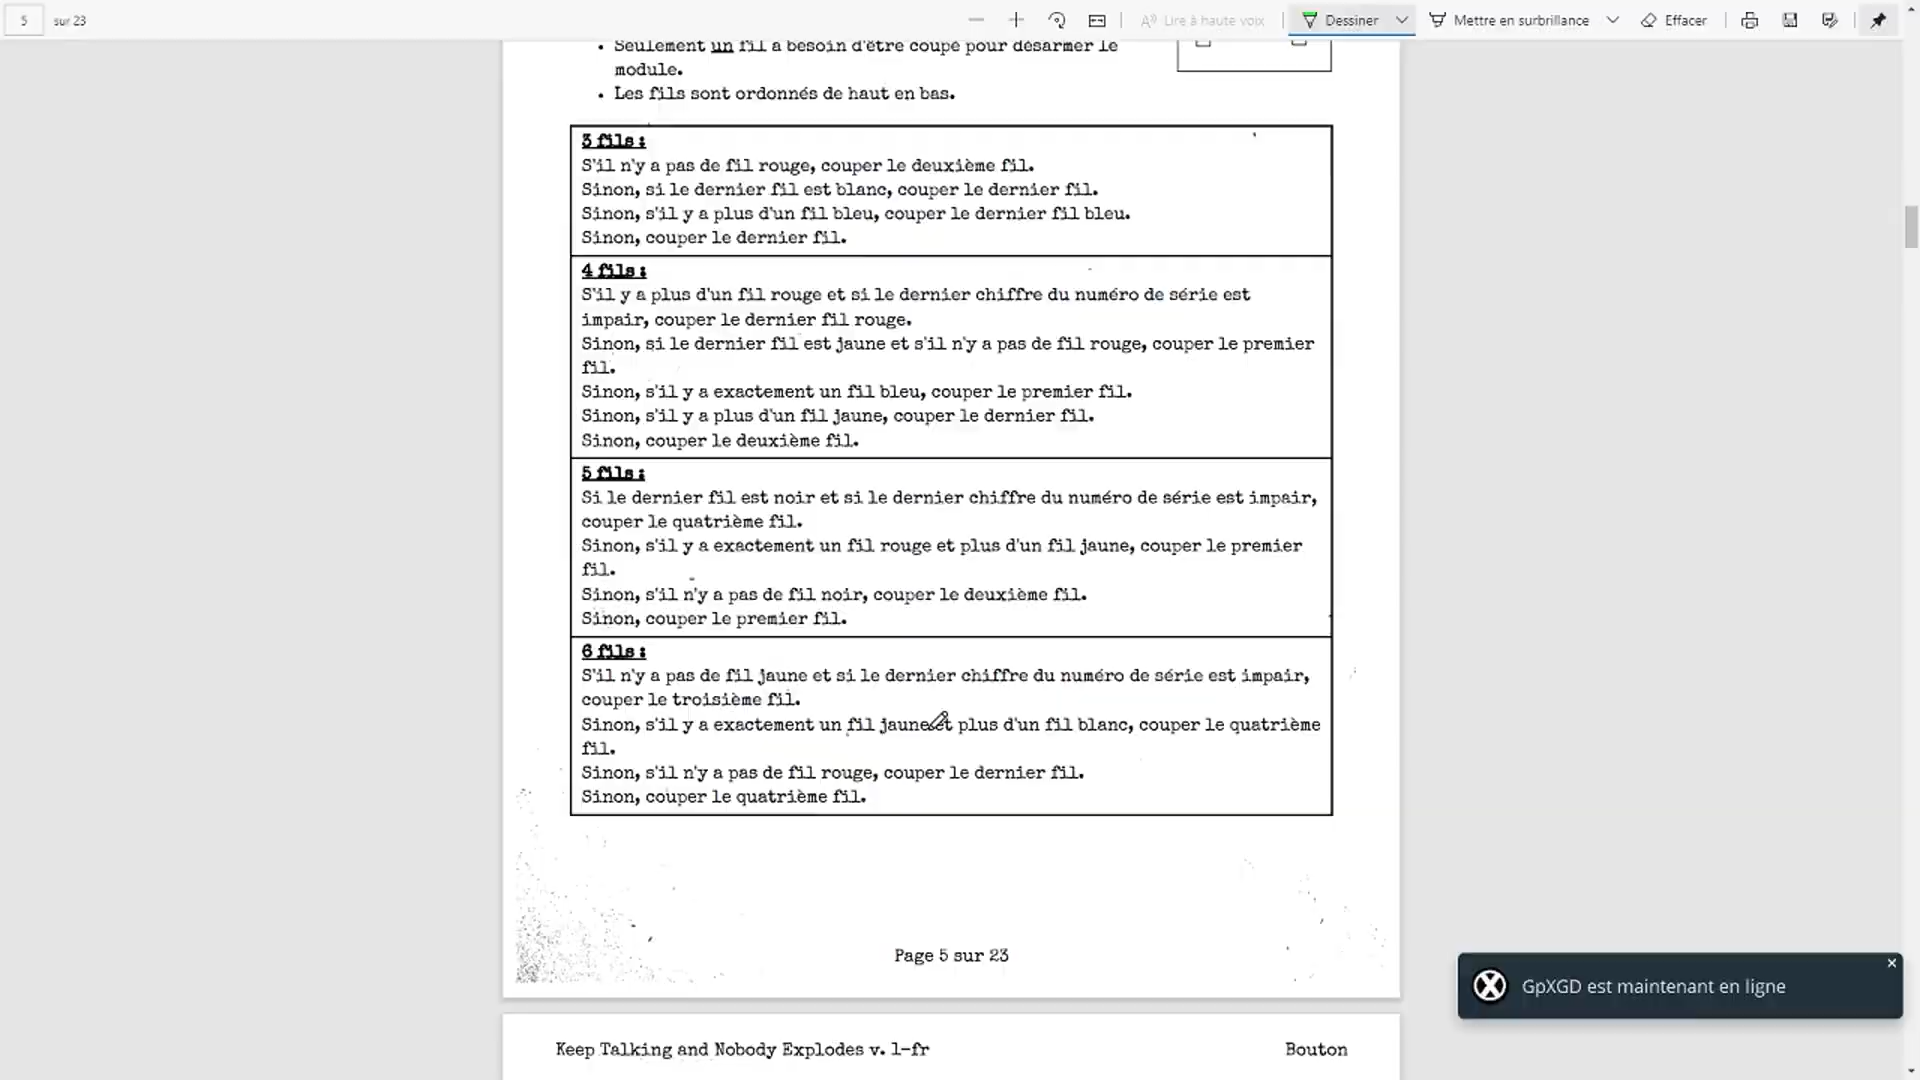 5 sur 23 Lire à haute voix Dessiner Mettre en surbrillance Effacer
• Seulement un fil a besoin d'être coupé pour désarmer le
module.
• Les fils sont ordonnés de haut en bas.
3 fils :
S'il n'y a pas de fil rouge, couper le deuxième fil.
Sinon, si le dernier fil est blanc, couper le dernier fil.
Sinon, s'il y a plus d'un fil bleu, couper le dernier fil bleu.
Sinon, couper le dernier fil.
4 fils :
S'il y a plus d'un fil rouge et si le dernier chiffre du numéro de série est
impair, couper le dernier fil rouge.
Sinon, si le dernier fil est jaune et s'il n'y a pas de fil rouge, couper le premier
fil.
Sinon, s'il y a exactement un fil bleu, couper le premier fil.
Sinon, s'il y a plus d'un fil jaune, couper le dernier fil.
Sinon, couper le deuxième fil.
5 fils :
Si le dernier fil est noir et si le dernier chiffre du numéro de série est impair,
couper le quatrième fil.
Sinon, s'il y a exactement un fil rouge et plus d'un fil jaune, couper le premier
fil.
Sinon, s'il n'y a pas de fil noir, couper le deuxième fil.
Sinon, couper le premier fil.
6 fils :
S'il n'y a pas de fil jaune et si le dernier chiffre du numéro de série est impair,
couper le troisième fil.
Sinon, s'il y a exactement un fil jaune et plus d'un fil blanc, couper le quatrième
fil.
Sinon, s'il n'y a pas de fil rouge, couper le dernier fil.
Sinon, couper le quatrième fil.
Page 5 sur 23
GpXGD est maintenant en ligne
Keep Talking and Nobody Explodes v. 1-fr Bouton